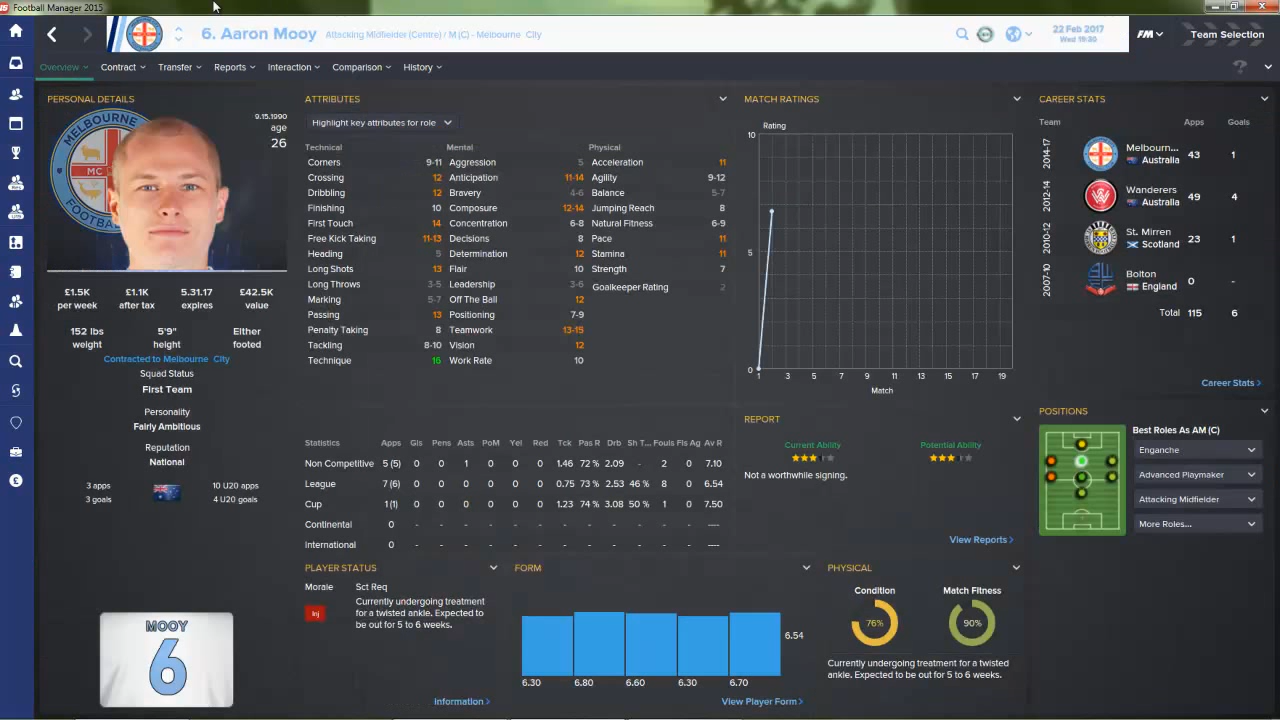 Football Manager 2015
6. Aaron Mooy
Attacking Midfielder (Centre) / M (C) - Melbourne City
22 Feb 2017
Wed 19:30
FM
Team Selection
Overview
Contract
Transfer
Reports
Interaction
Comparison
History
PERSONAL DETAILS
9.15.1990
age
26
£1.5K per week
£1.1K after tax
5.31.17 expires
£42.5K value
152 lbs weight
5'9" height
Either footed
Contracted to Melbourne City
Squad Status
First Team
Personality
Fairly Ambitious
Reputation
National
3 apps
3 goals
10 U20 apps
4 U20 goals
MOOY
6
ATTRIBUTES
Highlight key attributes for role
Technical Mental Physical
Corners 9-11 Aggression 5 Acceleration 11
Crossing 12 Anticipation 11-14 Agility 9-12
Dribbling 12 Bravery 4-6 Balance 5-7
Finishing 10 Composure 12-14 Jumping Reach 8
First Touch 14 Concentration 6-8 Natural Fitness 6-9
Free Kick Taking 11-13 Decisions 8 Pace 11
Heading 5 Determination 12 Stamina 11
Long Shots 13 Flair 10 Strength 7
Long Throws 3-5 Leadership 3-6 Goalkeeper Rating 2
Marking 5-7 Off The Ball 12
Passing 13 Positioning 7-9
Penalty Taking 8 Teamwork 13-15
Tackling 8-10 Vision 12
Technique 16 Work Rate 10
Statistics Apps Gls Pens Asts PoM Yel Red Tck Pas R Drb Sh T... Fouls Fls Ag Av R
Non Competitive 5 (5) 0 0 1 0 0 0 1.46 72 % 2.09 - 2 0 7.10
League 7 (6) 0 0 0 0 0 0 0.75 73 % 2.53 46 % 8 0 6.54
Cup 1 (1) 0 0 0 0 0 0 1.23 74 % 3.08 50 % 1 0 7.50
Continental 0 - - - - - - - - - - - - ----
International 0 - - - - - - - - - - - - ----
MATCH RATINGS
Rating
10
5
0
1 3 5 7 9 11 13 15 17 19
Match
REPORT
Current Ability
Potential Ability
Not a worthwhile signing.
View Reports >
CAREER STATS
Team Apps Goals
2014-17 Melbourn... Australia 43 1
2012-14 Wanderers Australia 49 4
2010-12 St. Mirren Scotland 23 1
2007-10 Bolton England 0 -
Total 115 6
Career Stats >
POSITIONS
Best Roles As AM (C)
Enganche
Advanced Playmaker
Attacking Midfielder
More Roles...
PLAYER STATUS
Morale Sct Req
Inj
Currently undergoing treatment
for a twisted ankle. Expected to
be out for 5 to 6 weeks.
Information >
FORM
6.54
6.30 6.80 6.60 6.30 6.70
View Player Form >
PHYSICAL
Condition
76%
Match Fitness
90%
Currently undergoing treatment for a twisted
ankle. Expected to be out for 5 to 6 weeks.